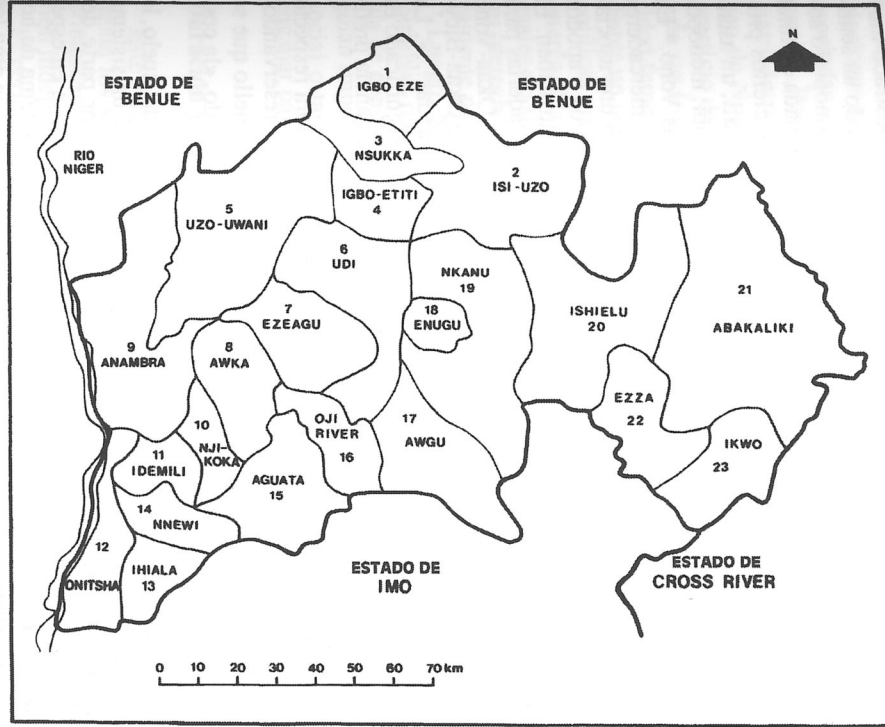 N
ESTADO DE
BENUE
1
IGBO EZE
ESTADO DE
BENUE
RIO
NIGER
3
NSUKKA
2
ISI-UZO
IGBO-ETITI
4
5
UZO-UWANI
6
UDI
NKANU
19
21
ABAKALIKI
7
EZEAGU
18
ENUGU
ISHIELU
20
9
ANAMBRA
8
AWKA
EZZA
22
10
NJI-
KOKA
OJI
RIVER
16
17
AWGU
IKWO
23
11
IDEMILI
AGUATA
15
14
NNEWI
12
ONITSHA
IHIALA
13
ESTADO DE
IMO
ESTADO DE
CROSS RIVER
0 10 20 30 40 50 60 70 km